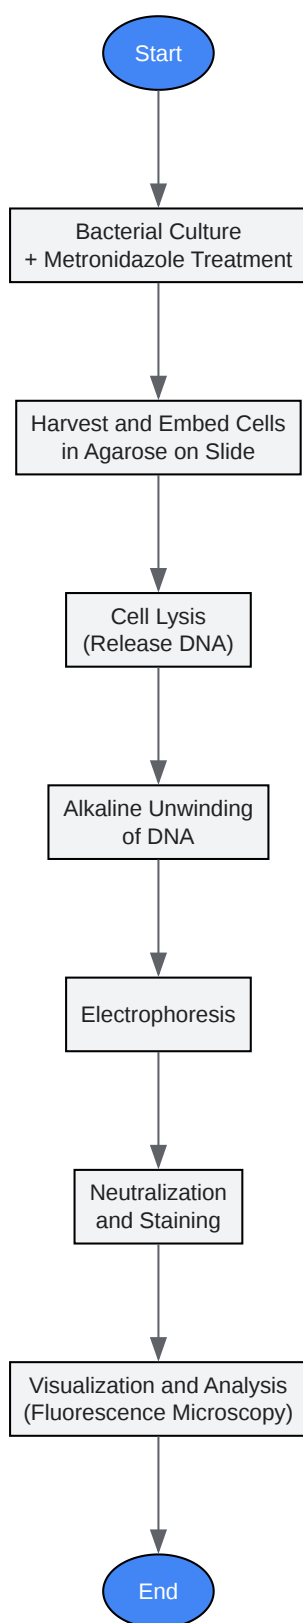 Start
Bacterial Culture
+ Metronidazole Treatment
Harvest and Embed Cells
in Agarose on Slide
Cell Lysis
(Release DNA)
Alkaline Unwinding
of DNA
Electrophoresis
Neutralization
and Staining
Visualization and Analysis
(Fluorescence Microscopy)
End